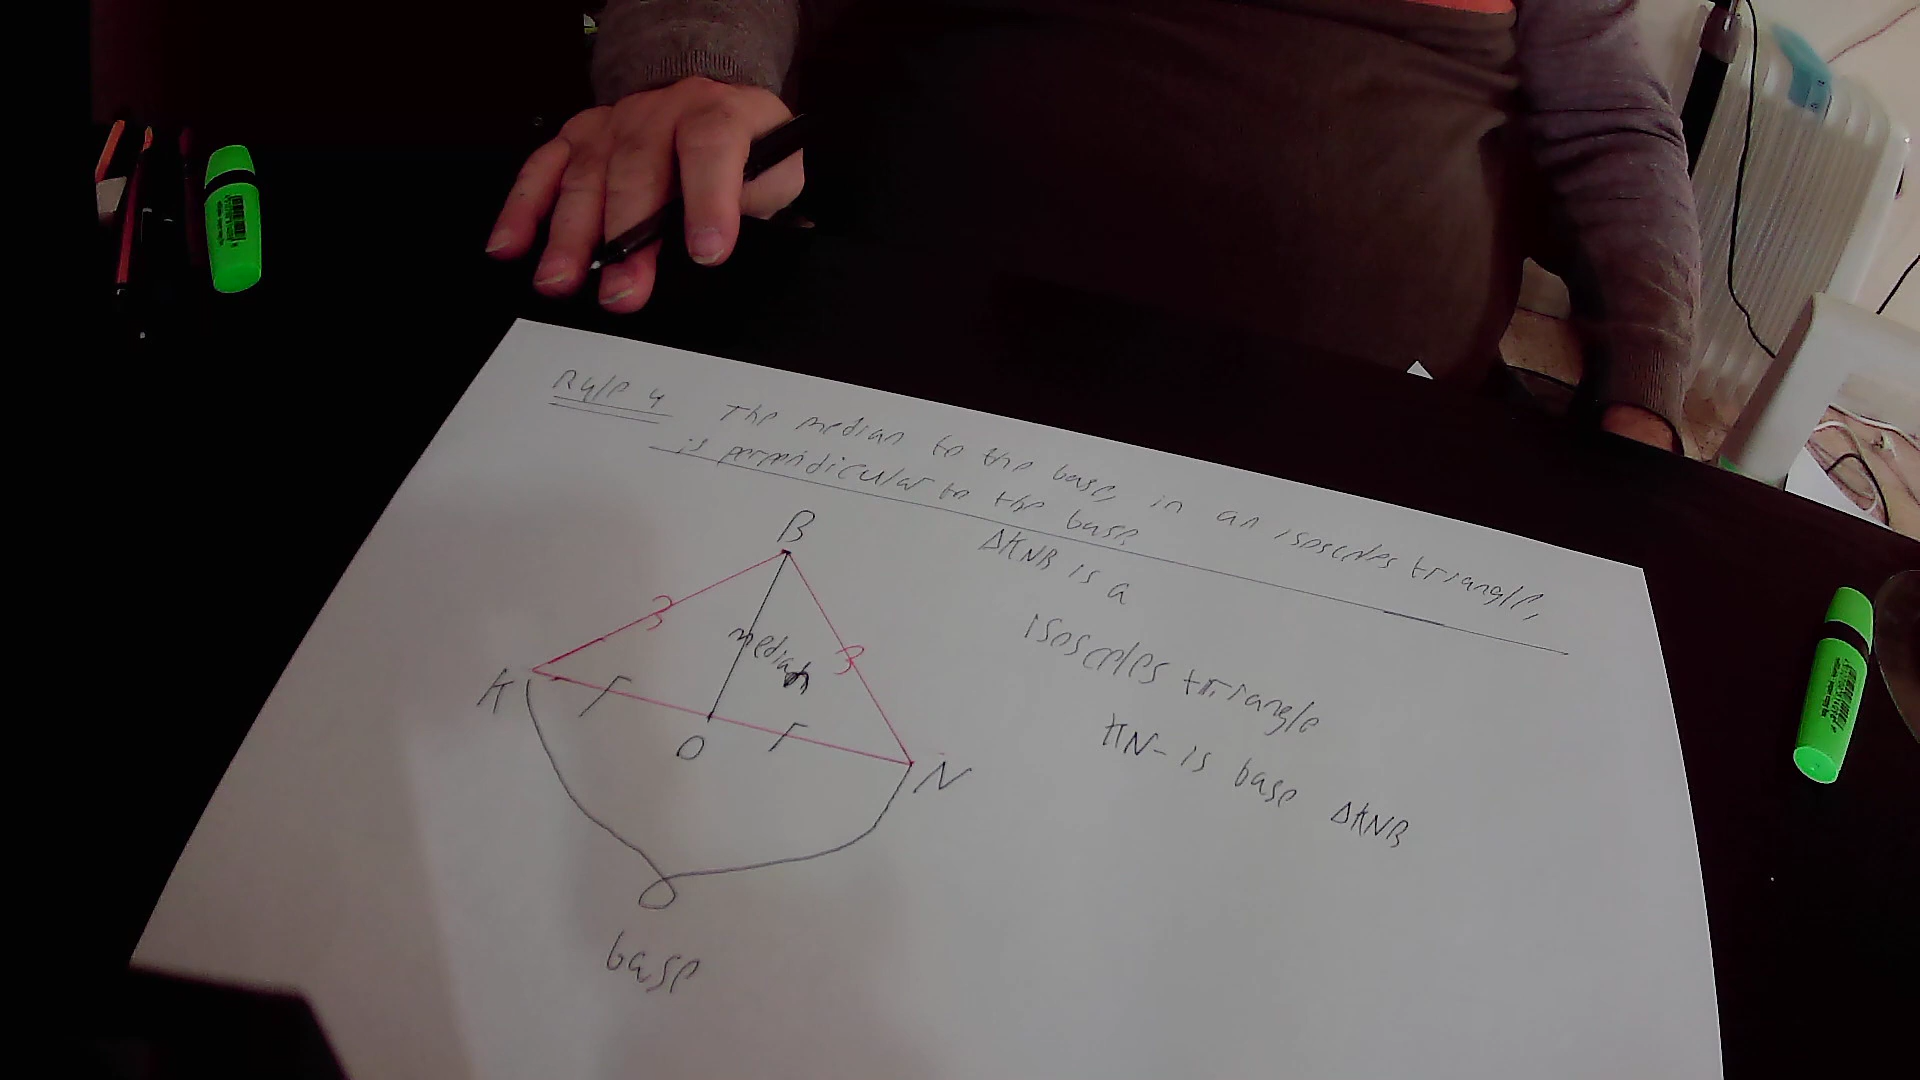 Rule 4 The median to the base, in an isosceles triangle,
is perpendicular to the base
B
ΔKNB is a
isosceles triangle
KN- is base ΔKNB
median
K
O
N
base